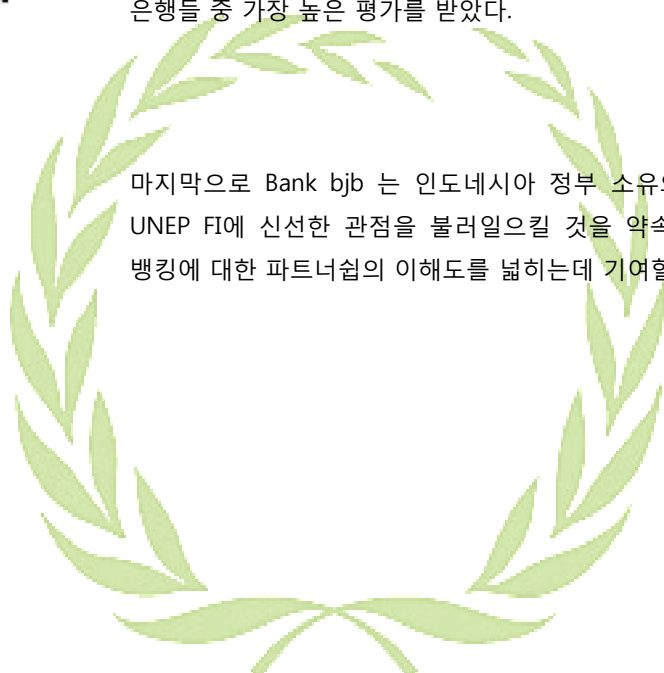 은행들 중 가장 높은 평가를 받았다.
마지막으로 Bank bjb 는 인도네시아 정부 소유
UNEP FI에 신선한 관점을 불러일으킬 것을 약속
뱅킹에 대한 파트너쉽의 이해도를 넓히는데 기여할